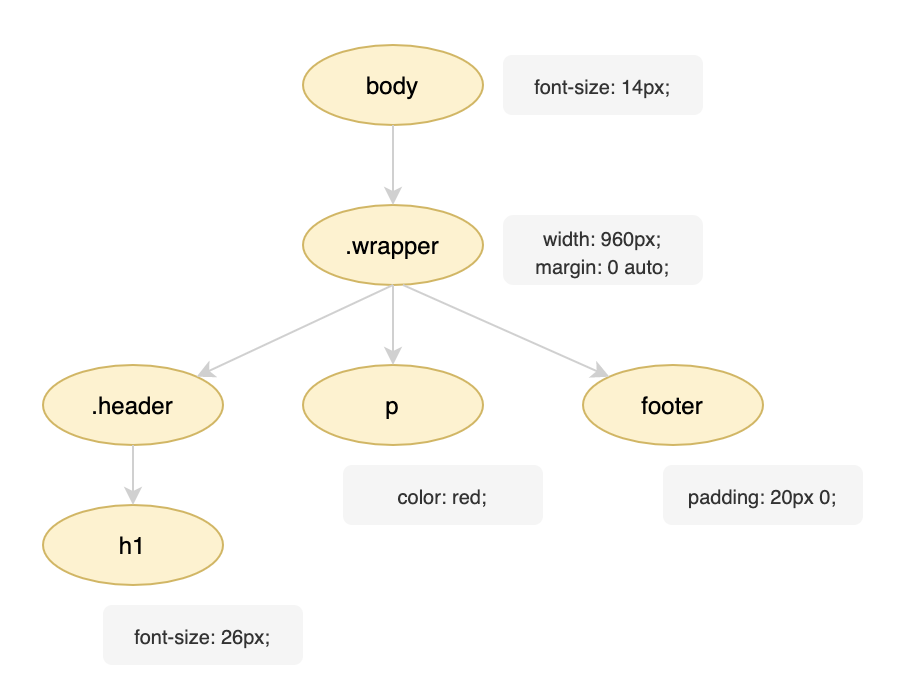 body
font-size: 14px;
.wrapper
width: 960px;
margin: 0 auto;
.header
p
footer
color: red;
padding: 20px 0;
h1
font-size: 26px;